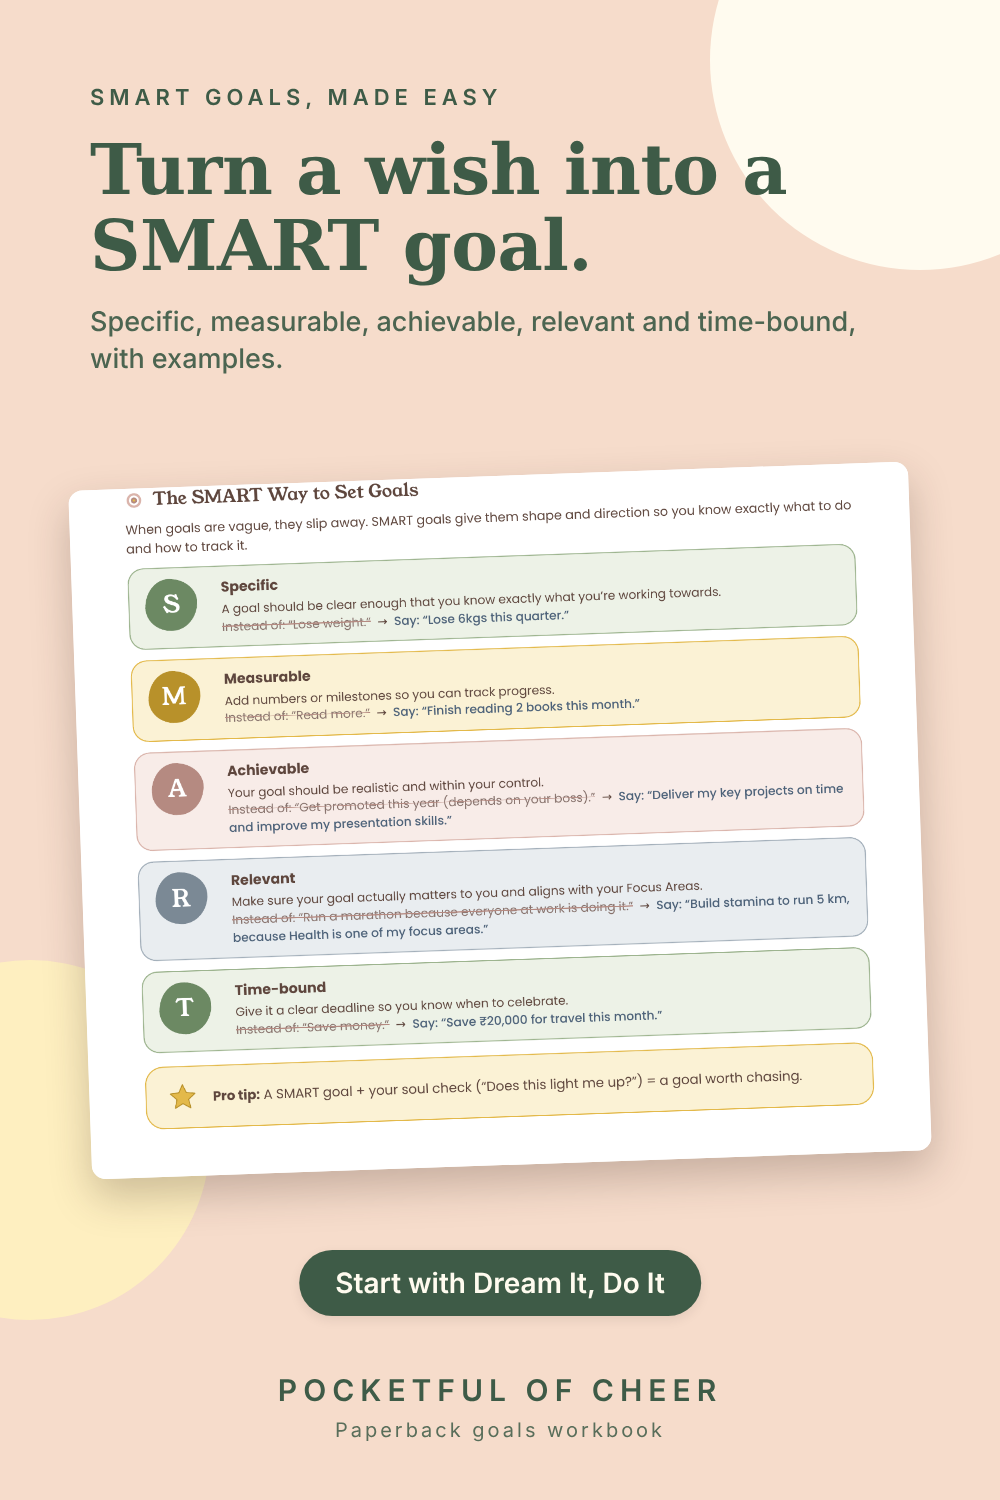 SMART GOALS, MADE EASY
Turn a wish into a
SMART goal.
Specific, measurable, achievable, relevant and time-bound,
with examples.
The SMART Way to Set Goals
When goals are vague, they slip away. SMART goals give them shape and direction so you know exactly what to do
and how to track it.
S
Specific
A goal should be clear enough that you know exactly what you’re working towards.
Instead of: “Lose weight.” → Say: “Lose 6kgs this quarter.”
M
Measurable
Add numbers or milestones so you can track progress.
Instead of: “Read more.” → Say: “Finish reading 2 books this month.”
A
Achievable
Your goal should be realistic and within your control.
Instead of: “Get promoted this year (depends on your boss).” → Say: “Deliver my key projects on time
and improve my presentation skills.”
R
Relevant
Make sure your goal actually matters to you and aligns with your Focus Areas.
Instead of: “Run a marathon because everyone at work is doing it.” → Say: “Build stamina to run 5 km,
because Health is one of my focus areas.”
T
Time-bound
Give it a clear deadline so you know when to celebrate.
Instead of: “Save money.” → Say: “Save ₹20,000 for travel this month.”
Pro tip: A SMART goal + your soul check (“Does this light me up?”) = a goal worth chasing.
Start with Dream It, Do It
POCKETFUL OF CHEER
Paperback goals workbook